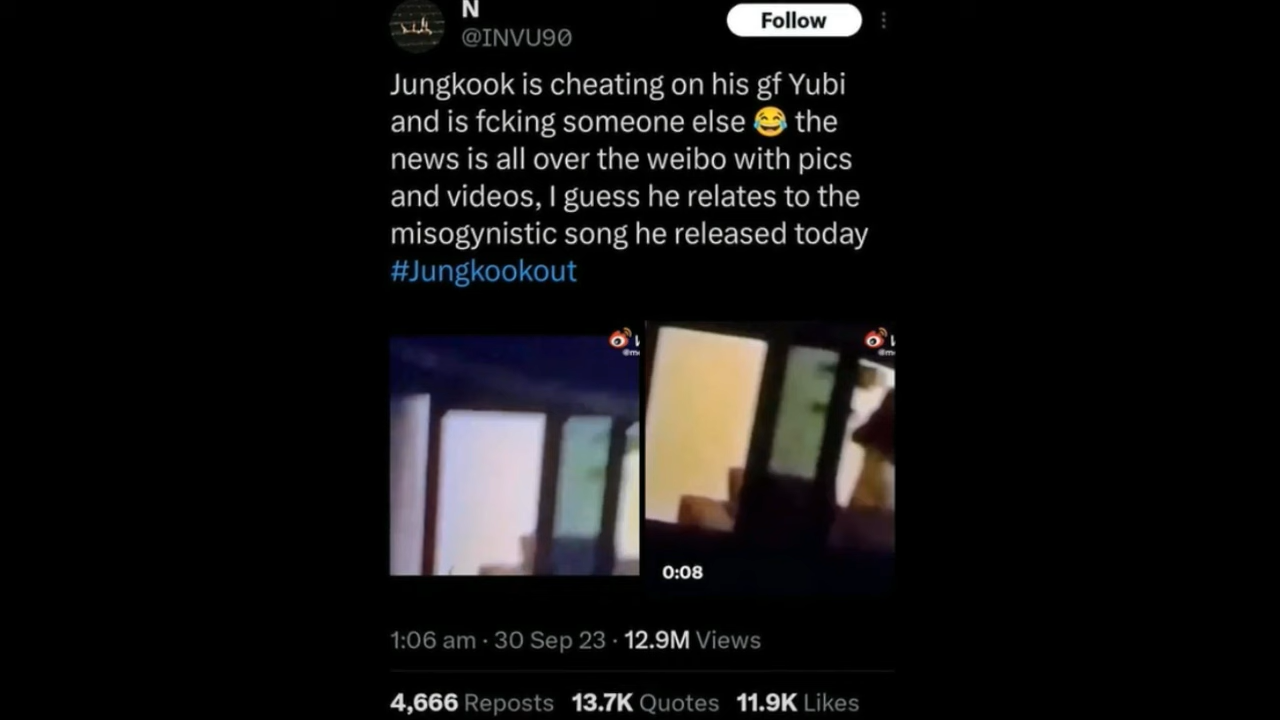 N
Follow
@INVU90
Jungkook is cheating on his gf Yubi
and is fcking someone else 😂 the
news is all over the weibo with pics
and videos, I guess he relates to the
misogynistic song he released today
#Jungkookout
0:08
1:06 am · 30 Sep 23 · 12.9M Views
4,666 Reposts 13.7K Quotes 11.9K Likes